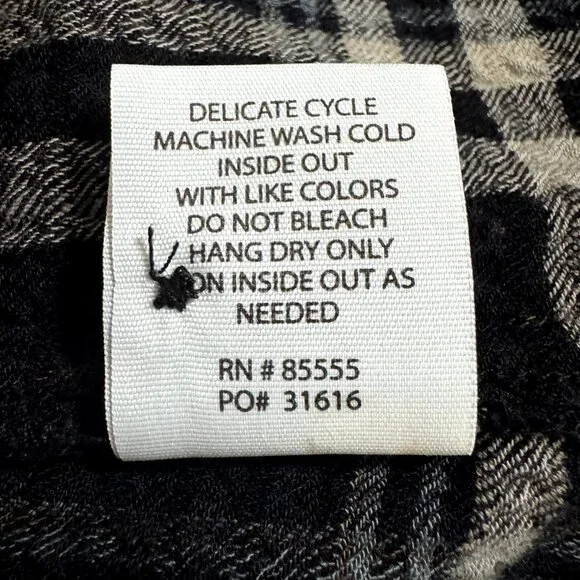 DELICATE CYCLE
MACHINE WASH COLD
INSIDE OUT
WITH LIKE COLORS
DO NOT BLEACH
HANG DRY ONLY
INSIDE OUT AS
NEEDED
RN # 85555
PO# 31616